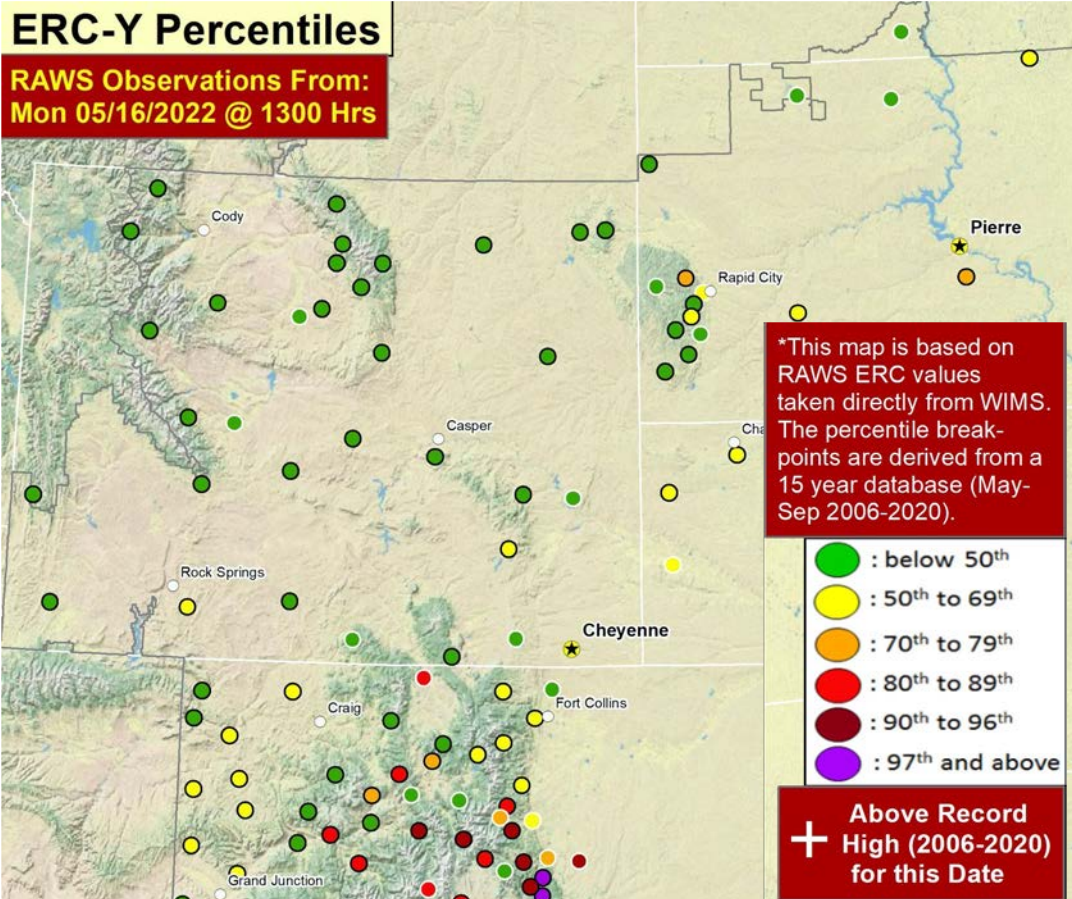 ERC-Y Percentiles
RAWS Observations From:
Mon 05/16/2022 @ 1300 Hrs
Cody
Pierre
Rapid City
*This map is based on
RAWS ERC values
taken directly from WIMS.
The percentile break-
points are derived from a
15 year database (May-
Sep 2006-2020).
Casper
Cha
Rock Springs
Cheyenne
: below 50th
: 50th to 69th
: 70th to 79th
: 80th to 89th
: 90th to 96th
: 97th and above
Craig
Fort Collins
Grand Junction
+ Above Record
High (2006-2020)
for this Date